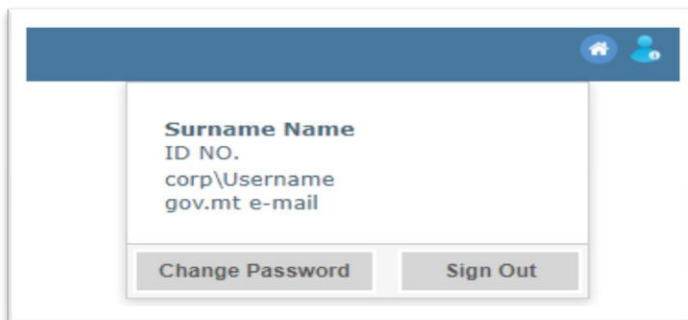 Surname Name
ID NO.
corp\Username
gov.mt e-mail
Change Password
Sign Out